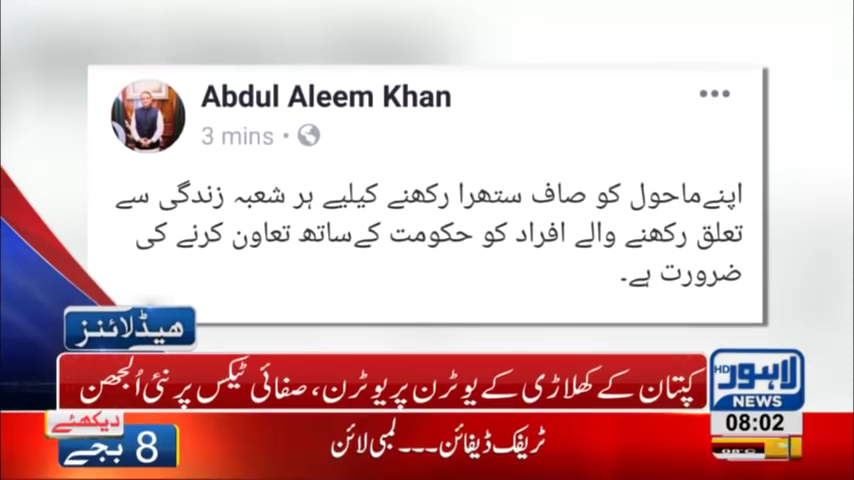 Abdul Aleem Khan
3 mins
اپنے ماحول کو صاف ستھرا رکھنے کیلیے ہر شعبہ زندگی سے
تعلق رکھنے والے افراد کو حکومت کے ساتھ تعاون کرنے کی
ضرورت ہے۔
ھیڈلائنز
کپتان کے کھلاڑی کے یوٹرن پر یوٹرن، صفائی ٹیکس پر نئی اُلجھن
HD لاہور
NEWS
08:02
دیکھئے
8 بجے
ٹریفک ڈیفائن۔۔۔ لمبی لائن